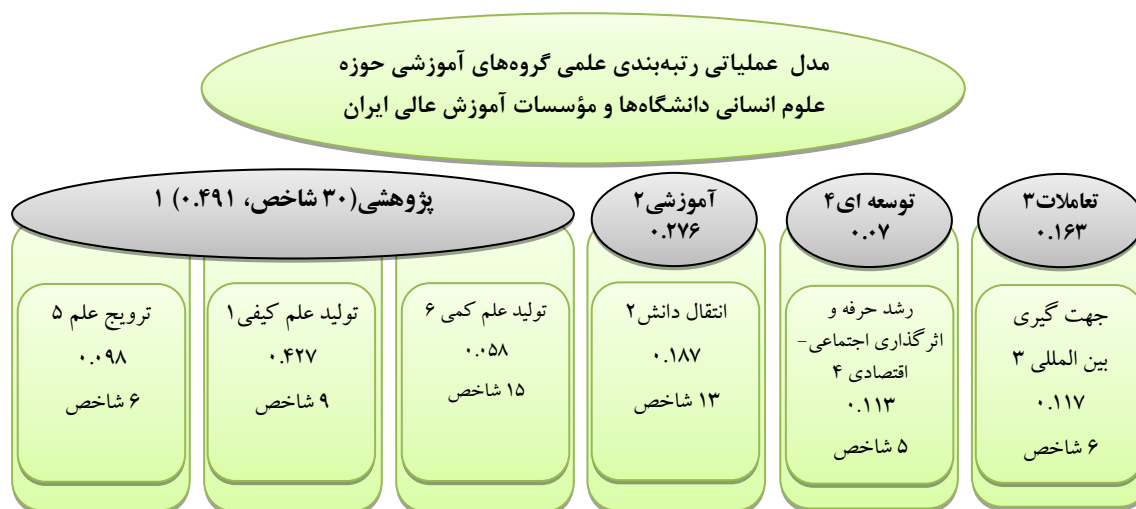 مدل عملیاتی رتبه‌بندی علمی گروه‌های آموزشی حوزه
علوم انسانی دانشگاه‌ها و مؤسسات آموزش عالی ایران
تعاملات۳
۰.۱۶۳
جهت گیری
بین المللی ۳
۰.۱۱۷
۶ شاخص
توسعه ای۴
۰.۰۷
رشد حرفه و
اثرگذاری اجتماعی–
اقتصادی ۴
۰.۱۱۳
۵ شاخص
آموزشی۲
۰.۲۷۶
انتقال دانش۲
۰.۱۸۷
۱۳ شاخص
پژوهشی(۳۰ شاخص، ۰.۴۹۱) ۱
تولید علم کمی ۶
۰.۰۵۸
۱۵ شاخص
تولید علم کیفی۱
۰.۴۲۷
۹ شاخص
ترویج علم ۵
۰.۰۹۸
۶ شاخص